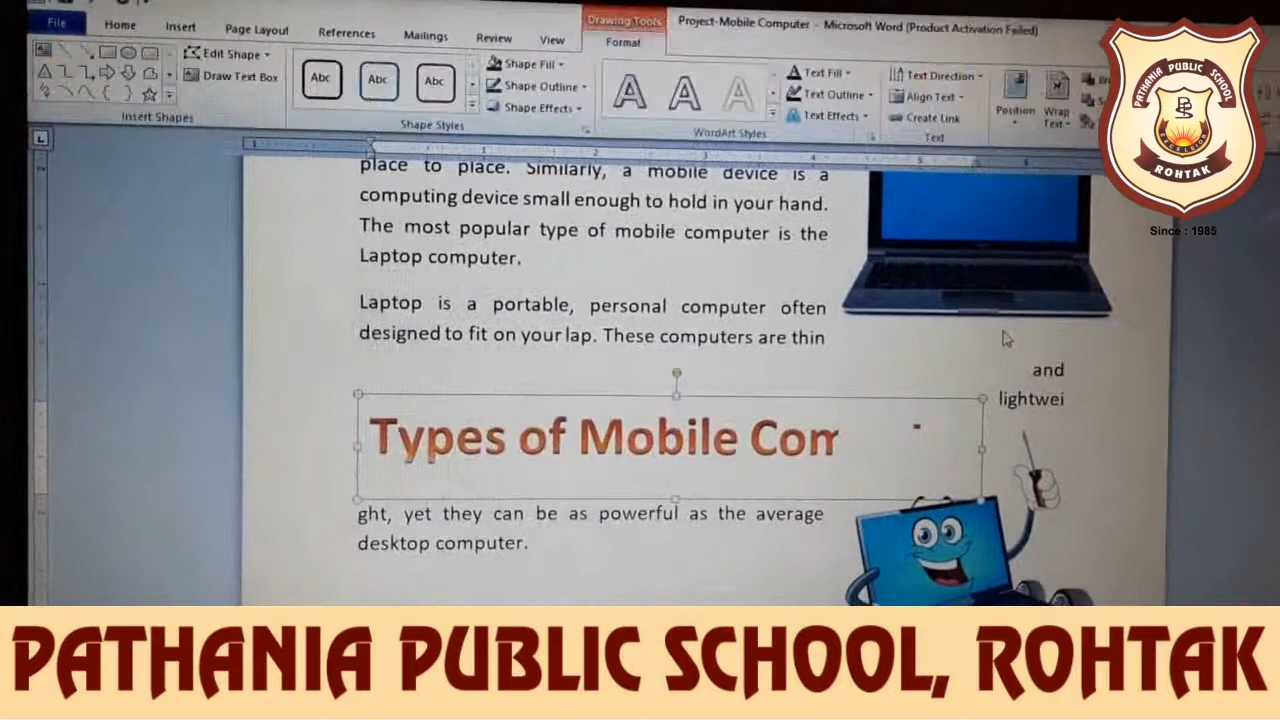 File Home Insert Page Layout References Mailings Review View Format
Drawing Tools
Project-Mobile Computer - Microsoft Word (Product Activation Failed)
Edit Shape
Draw Text Box
Insert Shapes
Abc Abc Abc
Shape Fill
Shape Outline
Shape Effects
Shape Styles
A A A
WordArt Styles
Text Fill
Text Outline
Text Effects
Text Direction
Align Text
Create Link
Text
Position
Wrap
Text
PATHANIA PUBLIC SCHOOL
EXCELSIOR
ROHTAK
Since : 1985
place to place. Similarly, a mobile device is a
computing device small enough to hold in your hand.
The most popular type of mobile computer is the
Laptop computer.
Laptop is a portable, personal computer often
designed to fit on your lap. These computers are thin
and
lightwei
Types of Mobile Com
ght, yet they can be as powerful as the average
desktop computer.
PATHANIA PUBLIC SCHOOL, ROHTAK